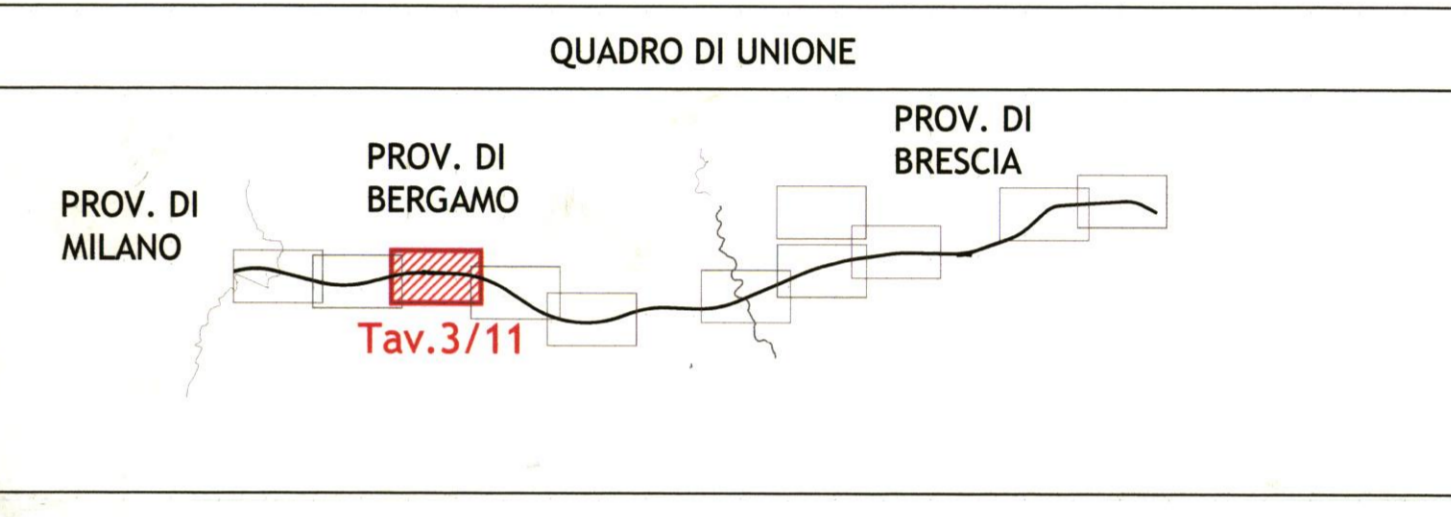 QUADRO DI UNIONE
PROV. DI
MILANO
PROV. DI
BERGAMO
PROV. DI
BRESCIA
Tav.3/11